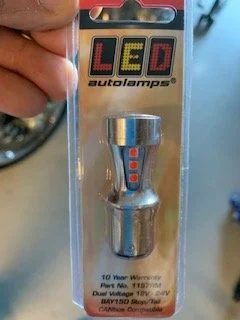 LED
autolamps®
10 Year Warranty
Dual Voltage 12V - 24V
BAY15D Stop/Tail
CANbus Compatible